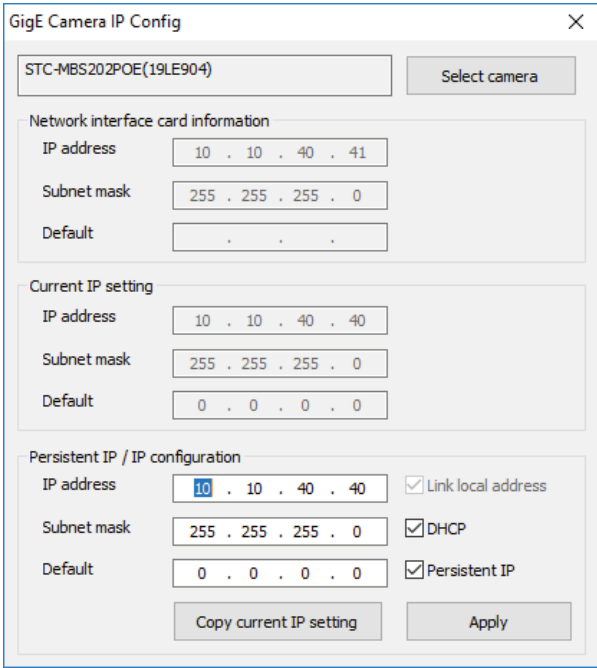 GigE Camera IP Config
STC-MBS202POE(19LE904)
Select camera
Network interface card information
IP address 10 . 10 . 40 . 41
Subnet mask 255 . 255 . 255 . 0
Default . . .
Current IP setting
IP address 10 . 10 . 40 . 40
Subnet mask 255 . 255 . 255 . 0
Default 0 . 0 . 0 . 0
Persistent IP / IP configuration
IP address 10 . 10 . 40 . 40 Link local address
Subnet mask 255 . 255 . 255 . 0 DHCP
Default 0 . 0 . 0 . 0 Persistent IP
Copy current IP setting Apply